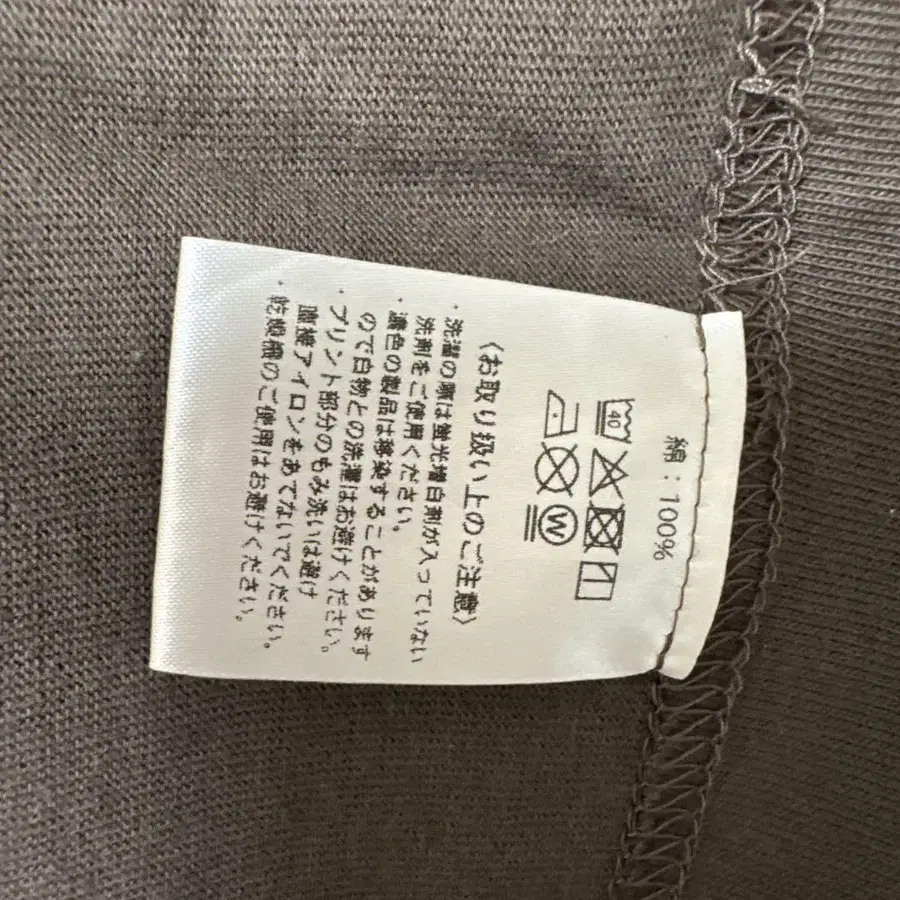 綿：100%
40
W
〈お取り扱い上のご注意〉
・洗濯の際は蛍光増白剤が入っていない
洗剤をご使用ください。
・濃色の製品は移染することがあります
ので白物との洗濯はお避けください。
・プリント部分のもみ洗いは避け
直接アイロンをあてないでください。
・乾燥機のご使用はお避けください。